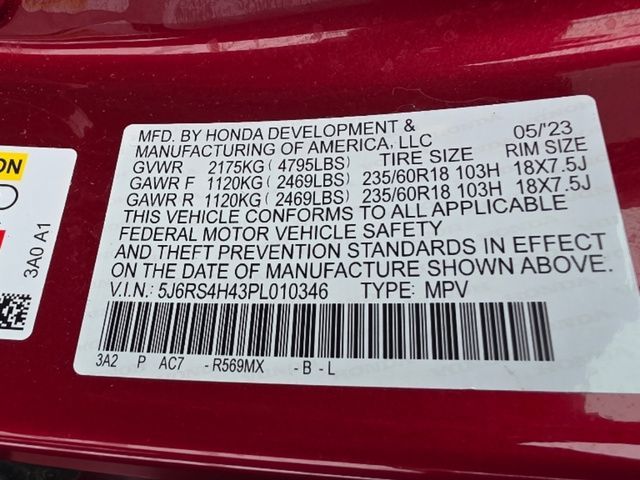 MFD. BY HONDA DEVELOPMENT & 
MANUFACTURING OF AMERICA, LLC 05/'23
GVWR 2175KG ( 4795LBS) TIRE SIZE RIM SIZE
GAWR F 1120KG ( 2469LBS) 235/60R18 103H 18X7.5J
GAWR R 1120KG ( 2469LBS) 235/60R18 103H 18X7.5J
THIS VEHICLE CONFORMS TO ALL APPLICABLE
FEDERAL MOTOR VEHICLE SAFETY
AND THEFT PREVENTION STANDARDS IN EFFECT
ON THE DATE OF MANUFACTURE SHOWN ABOVE.
V.I.N.: 5J6RS4H43PL010346 TYPE: MPV
3A2 P AC7 - R569MX - B - L
3A0 A1